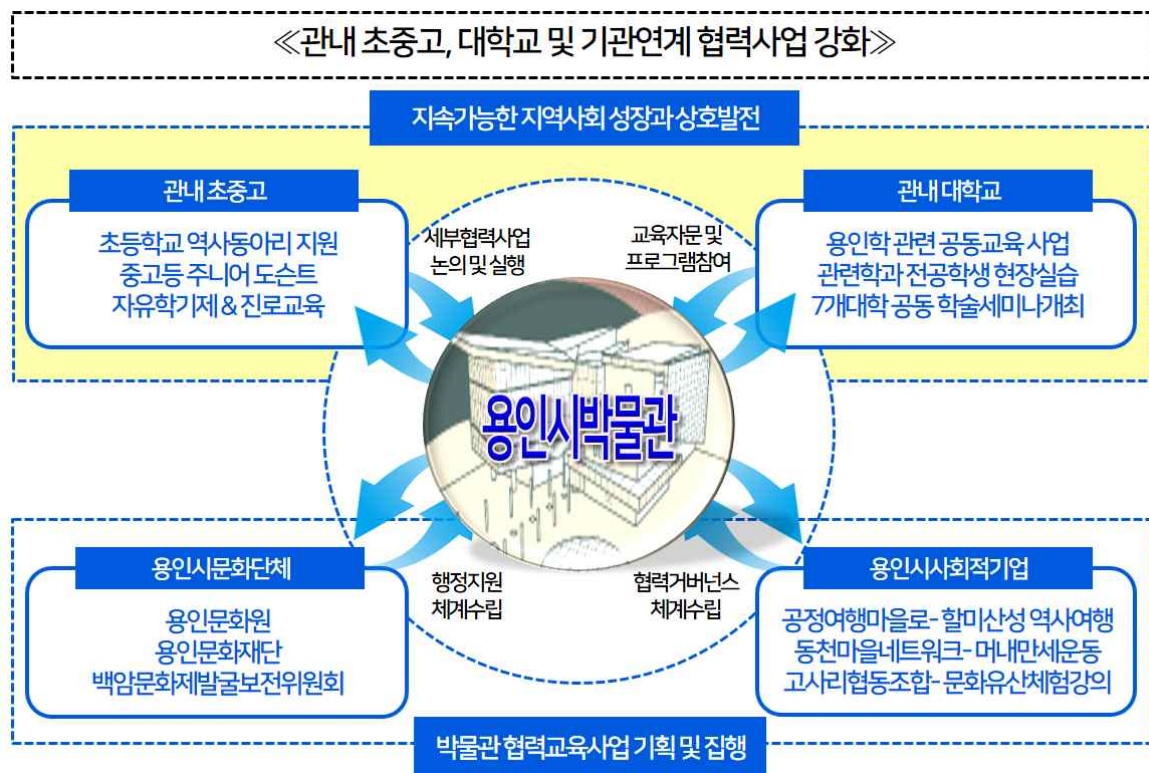 ≪관내 초중고, 대학교 및 기관연계 협력사업 강화≫
지속가능한 지역사회 성장과 상호발전
관내 초중고
초등학교 역사동아리 지원
중고등 주니어 도슨트
자유학기제 & 진로교육
세부협력사업
논의 및 실행
교육자문 및
프로그램참여
관내 대학교
용인학 관련 공동교육 사업
관련학과 전공학생 현장실습
7개대학 공동 학술세미나개최
용인시박물관
용인시문화단체
용인문화원
용인문화재단
백암문화제발굴보전위원회
행정지원
체계수립
협력거버넌스
체계수립
용인시사회적기업
공정여행마을로- 할미산성 역사여행
동천마을네트워크- 머내만세운동
고사리협동조합- 문화유산체험강의
박물관 협력교육사업 기획 및 집행